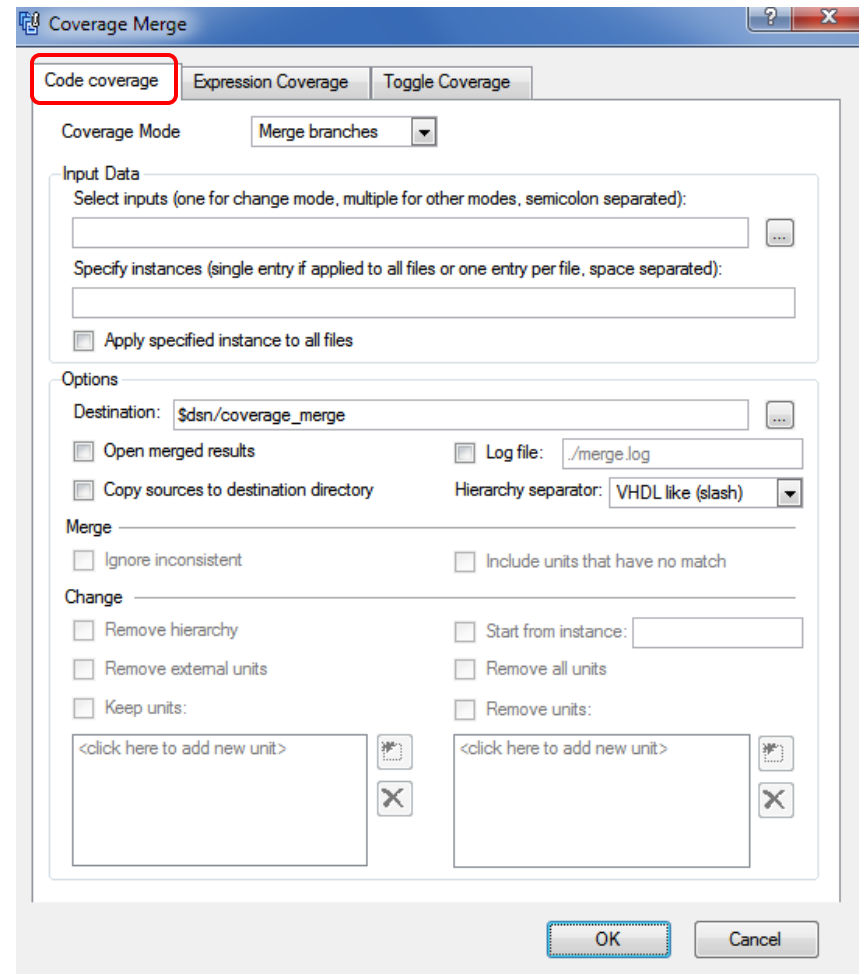 Coverage Merge
?
x
Code coverage
Expression Coverage
Toggle Coverage
Coverage Mode
Merge branches
Input Data
Select inputs (one for change mode, multiple for other modes, semicolon separated):
...
Specify instances (single entry if applied to all files or one entry per file, space separated):
Apply specified instance to all files
Options
Destination:
$dsn/coverage_merge
...
Open merged results
Log file:
./merge.log
Copy sources to destination directory
Hierarchy separator:
VHDL like (slash)
Merge
Ignore inconsistent
Include units that have no match
Change
Remove hierarchy
Start from instance:
Remove external units
Remove all units
Keep units:
Remove units:
<click here to add new unit>
<click here to add new unit>
OK
Cancel